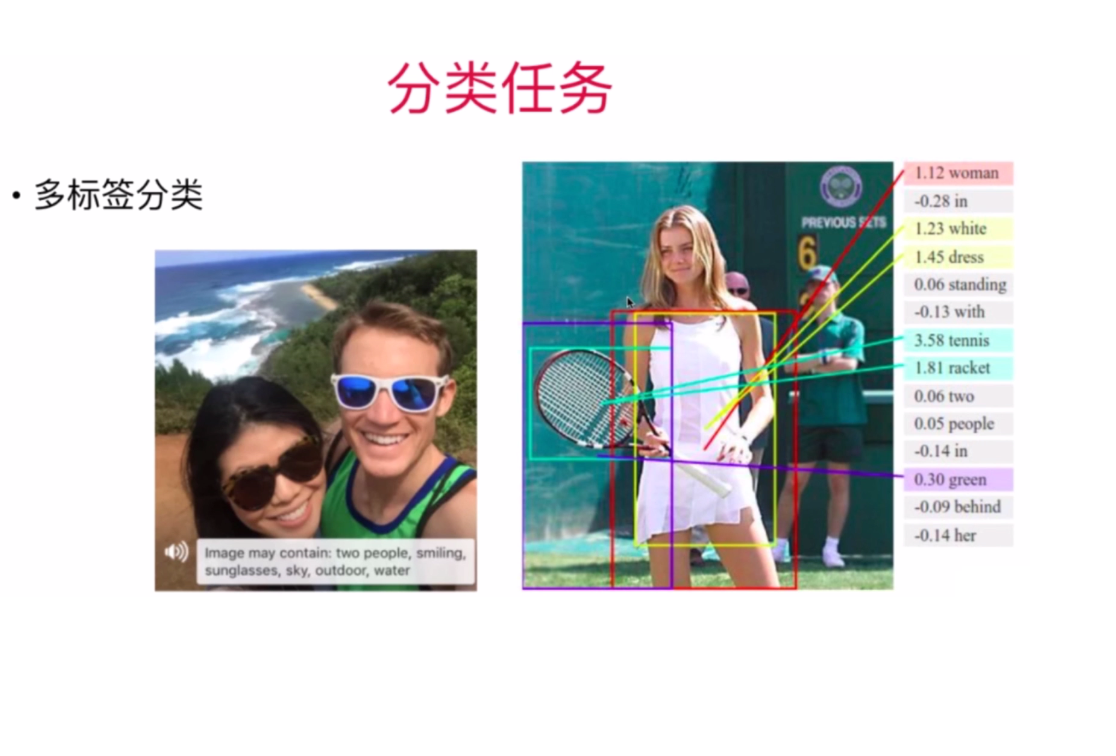 分类任务
• 多标签分类
Image may contain: two people, smiling,
sunglasses, sky, outdoor, water
PREVIOUS SETS
6
1.12 woman
-0.28 in
1.23 white
1.45 dress
0.06 standing
-0.13 with
3.58 tennis
1.81 racket
0.06 two
0.05 people
-0.14 in
0.30 green
-0.09 behind
-0.14 her